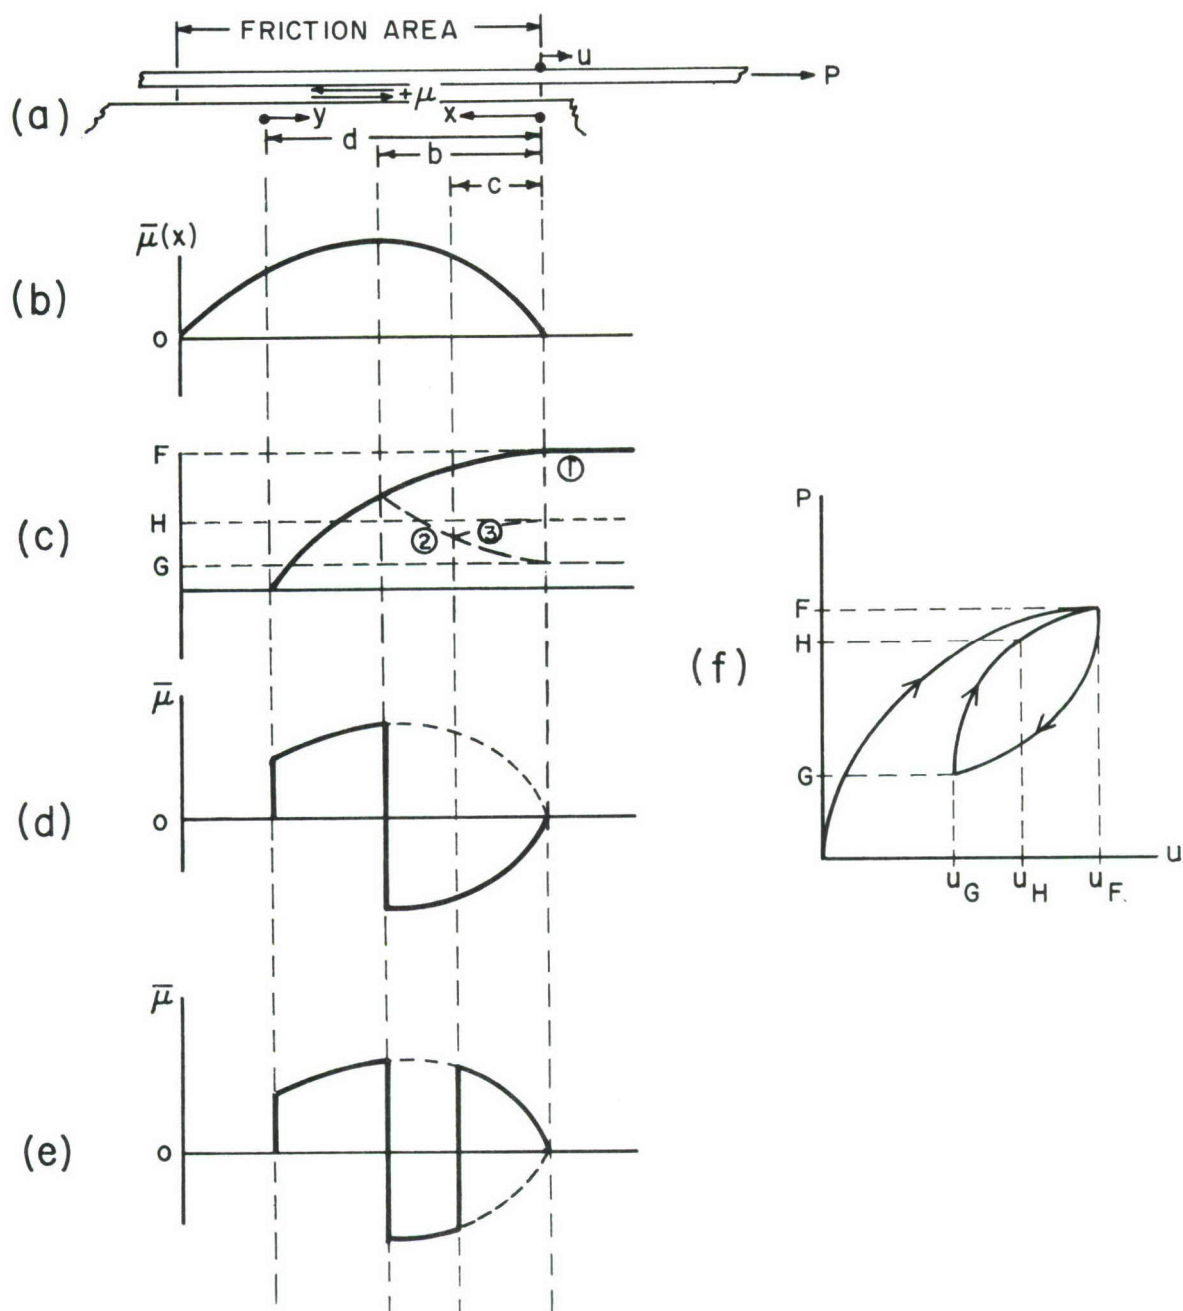 FRICTION AREA
u
P
(a)
+μ
y
x
d
b
c
μ̄(x)
(b)
O
F
①
H
③
(c)
②
G
μ̄
(d)
O
μ̄
(e)
O
P
F
H
(f)
G
u
u_G
u_H
u_F.